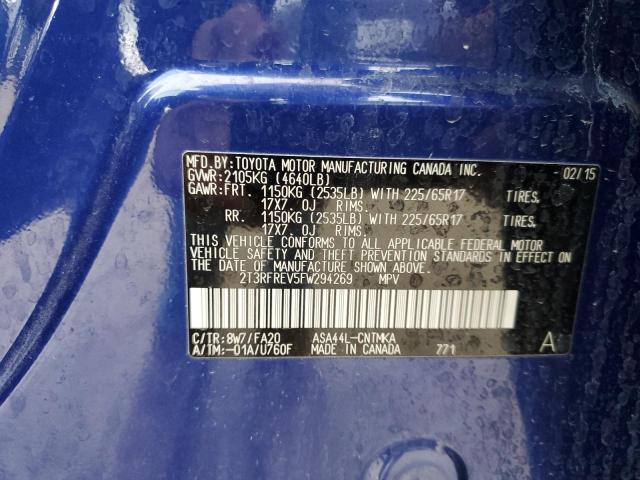 MFD.BY:TOYOTA MOTOR MANUFACTURING CANADA INC. 02/15
GVWR:2105KG (4640LB)
GAWR:FRT. 1150KG (2535LB) WITH 225/65R17 TIRES,
17X7. 0J RIMS.
RR. 1150KG (2535LB) WITH 225/65R17 TIRES,
17X7. 0J RIMS.
THIS VEHICLE CONFORMS TO ALL APPLICABLE FEDERAL MOTOR
VEHICLE SAFETY AND THEFT PREVENTION STANDARDS IN EFFECT ON
THE DATE OF MANUFACTURE SHOWN ABOVE.
2T3RFREV5FW294269 MPV
C/TR:8W7/FA20 ASA44L-CNTMKA
A/TM:-01A/U760F MADE IN CANADA 771 A